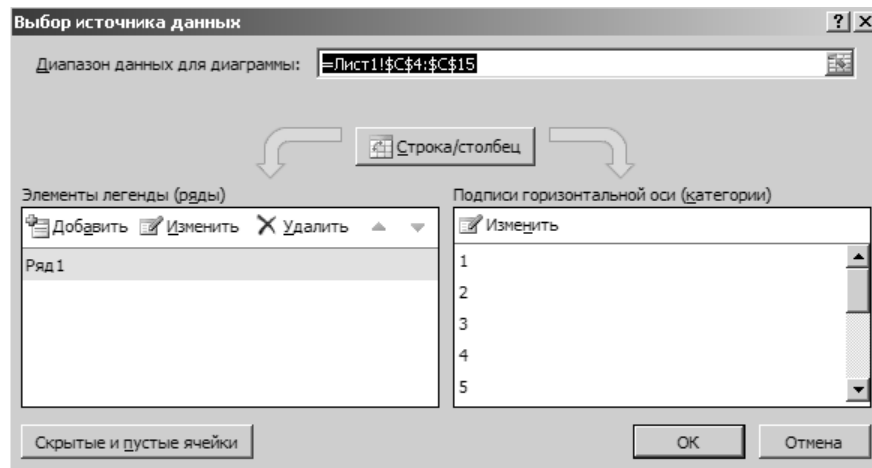 Выбор источника данных
Диапазон данных для диаграммы: =Лист1!$C$4:$C$15
Строка/столбец
Элементы легенды (ряды)
Добавить Изменить Удалить
Ряд1
Подписи горизонтальной оси (категории)
Изменить
1
2
3
4
5
Скрытые и пустые ячейки
ОК
Отмена